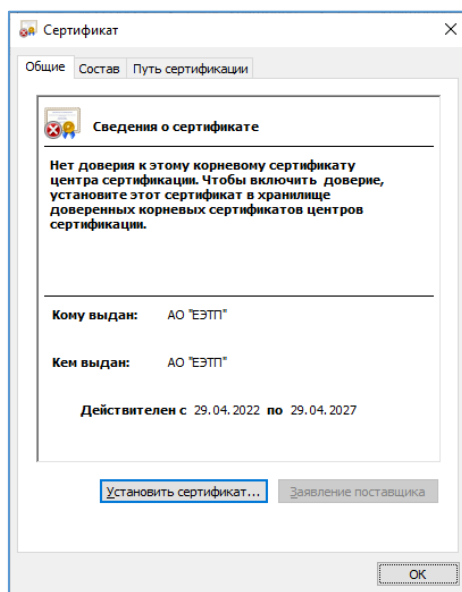 Сертификат
Общие Состав Путь сертификации
Сведения о сертификате
Нет доверия к этому корневому сертификату
центра сертификации. Чтобы включить доверие,
установите этот сертификат в хранилище
доверенных корневых сертификатов центров
сертификации.
Кому выдан: АО "ЕЭТП"
Кем выдан: АО "ЕЭТП"
Действителен с 29.04.2022 по 29.04.2027
Установить сертификат... Заявление поставщика
ОК